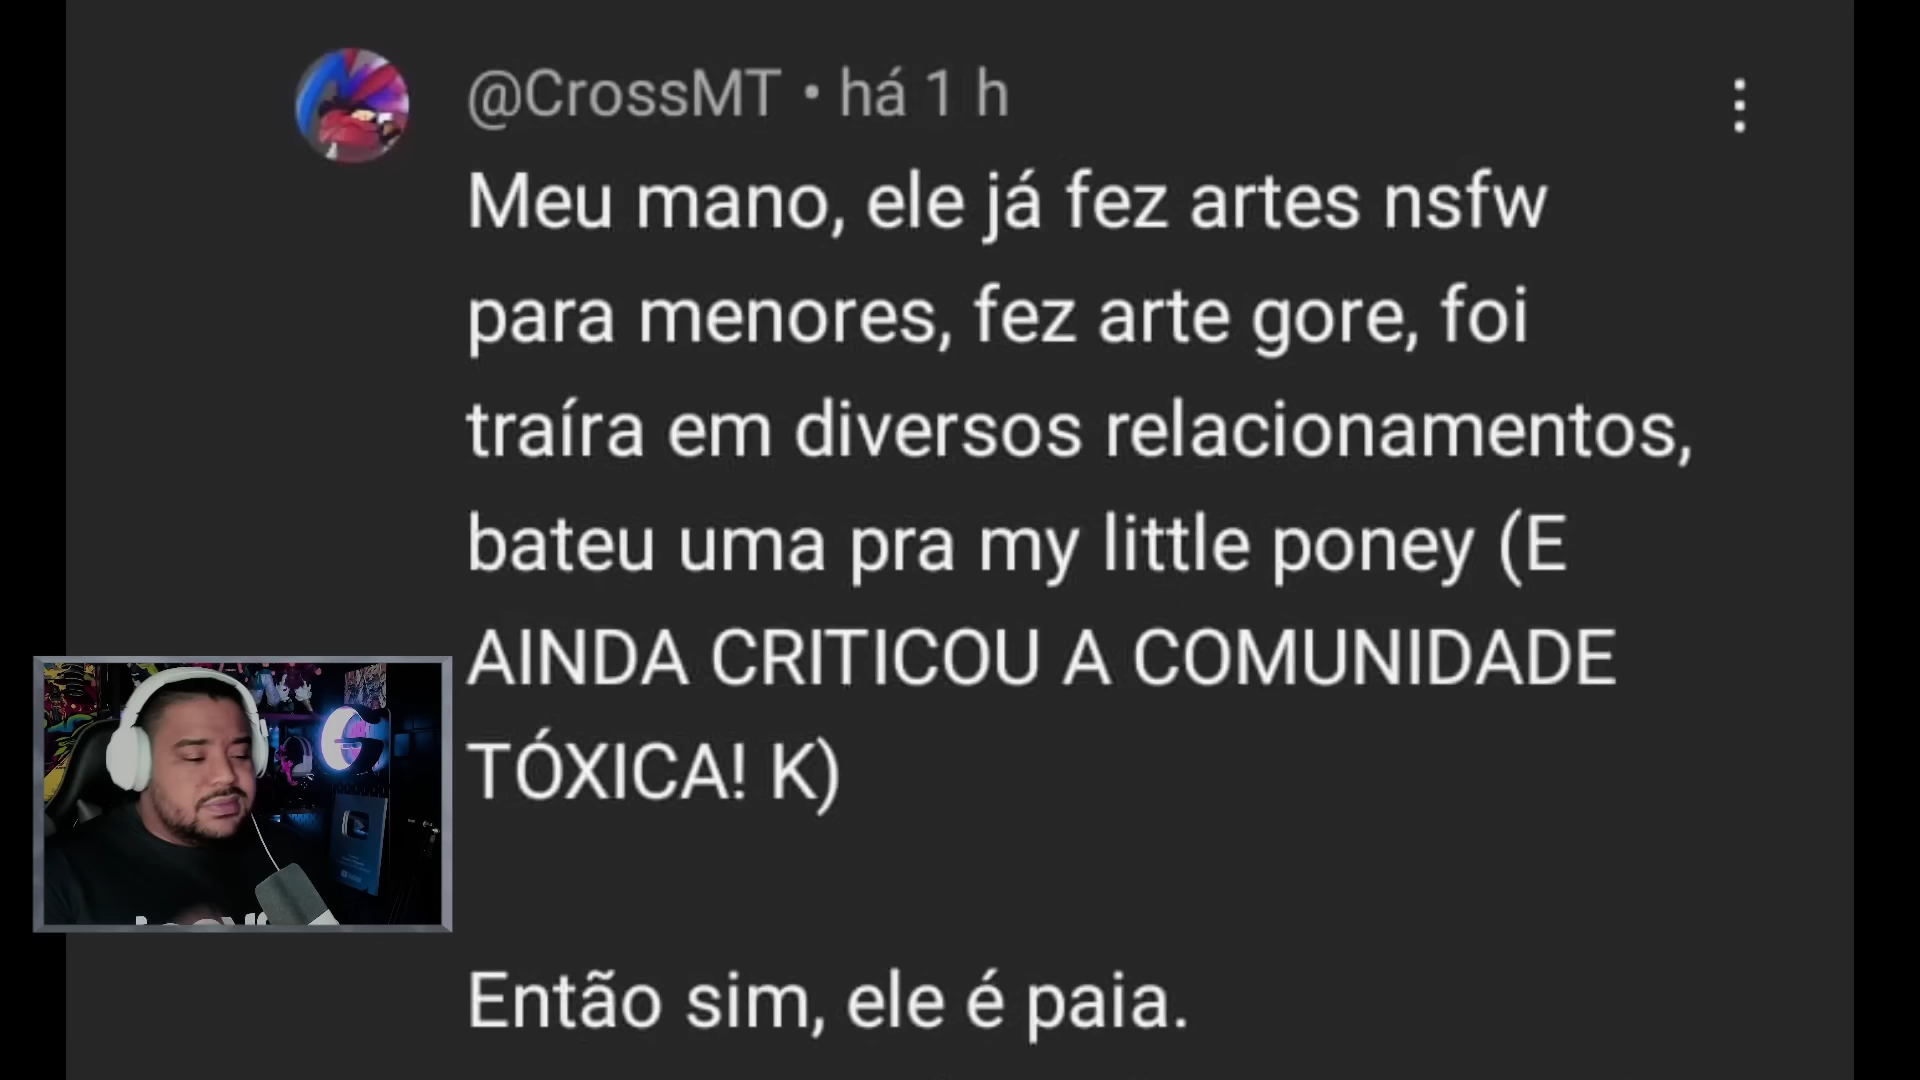 @CrossMT • há 1 h
Meu mano, ele já fez artes nsfw
para menores, fez arte gore, foi
traíra em diversos relacionamentos,
bateu uma pra my little poney (E
AINDA CRITICOU A COMUNIDADE
TÓXICA! K)
Então sim, ele é paia.